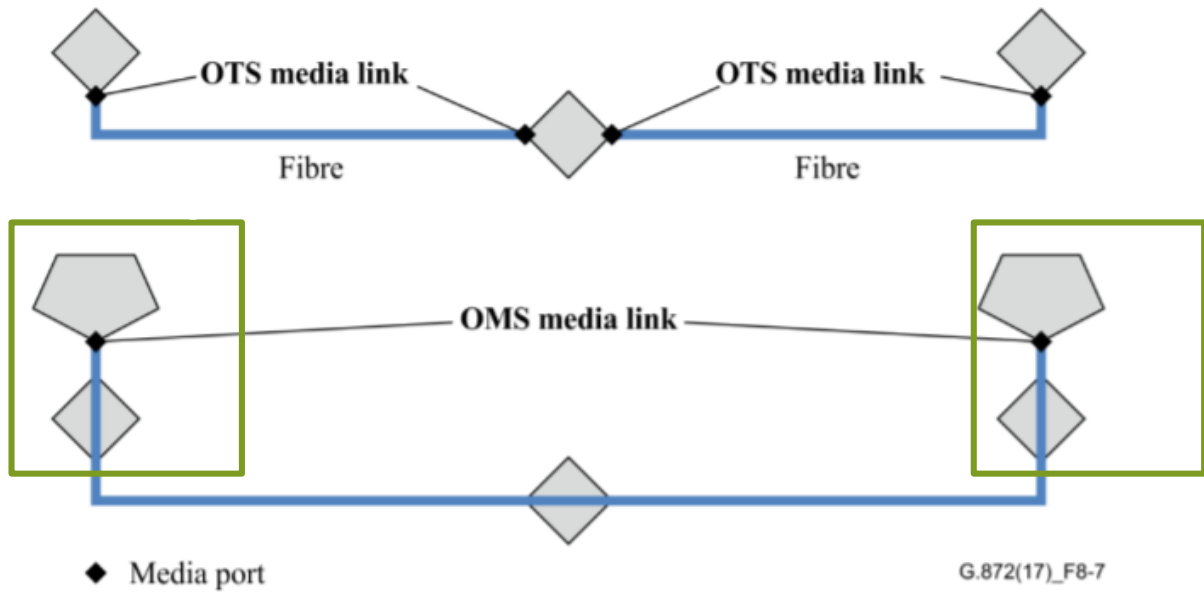 OTS media link
OTS media link
Fibre
Fibre
OMS media link
Media port
G.872(17)_F8-7